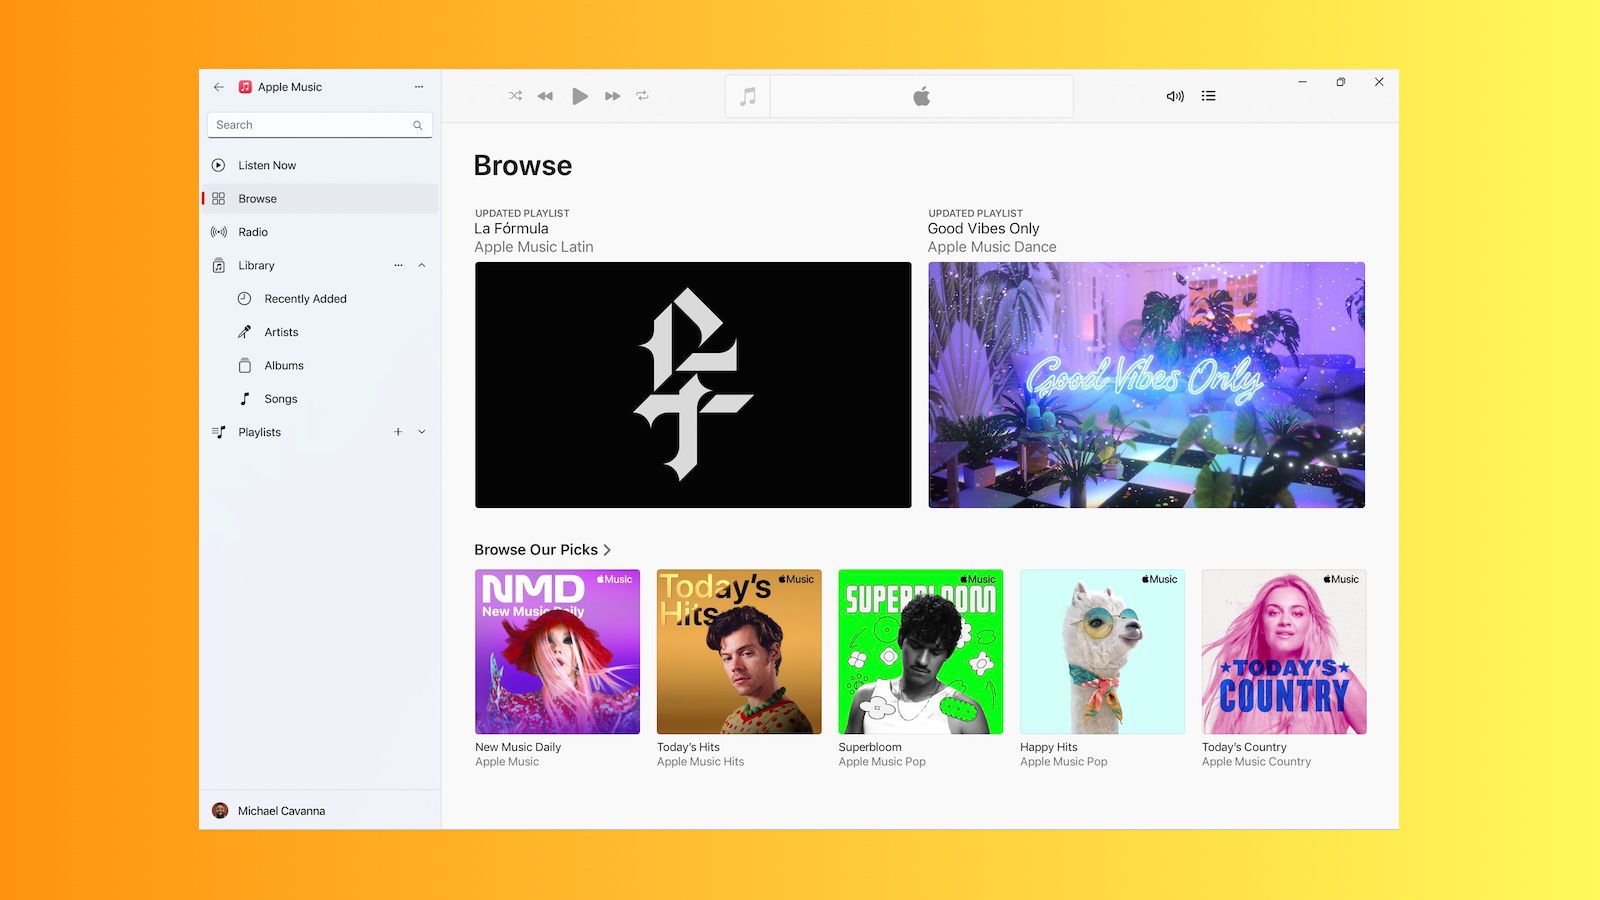 Apple Music
Search
Listen Now
Browse
Radio
Library
Recently Added
Artists
Albums
Songs
Playlists
Michael Cavanna
Browse
UPDATED PLAYLIST
La Fórmula
Apple Music Latin
UPDATED PLAYLIST
Good Vibes Only
Apple Music Dance
Good Vibes Only
Browse Our Picks
NMD
Music
New Music Daily
Today's
Hits
Music
SUPERBLOOM
Music
Music
Music
TODAY'S
COUNTRY
New Music Daily
Apple Music
Today's Hits
Apple Music Hits
Superbloom
Apple Music Pop
Happy Hits
Apple Music Pop
Today's Country
Apple Music Country